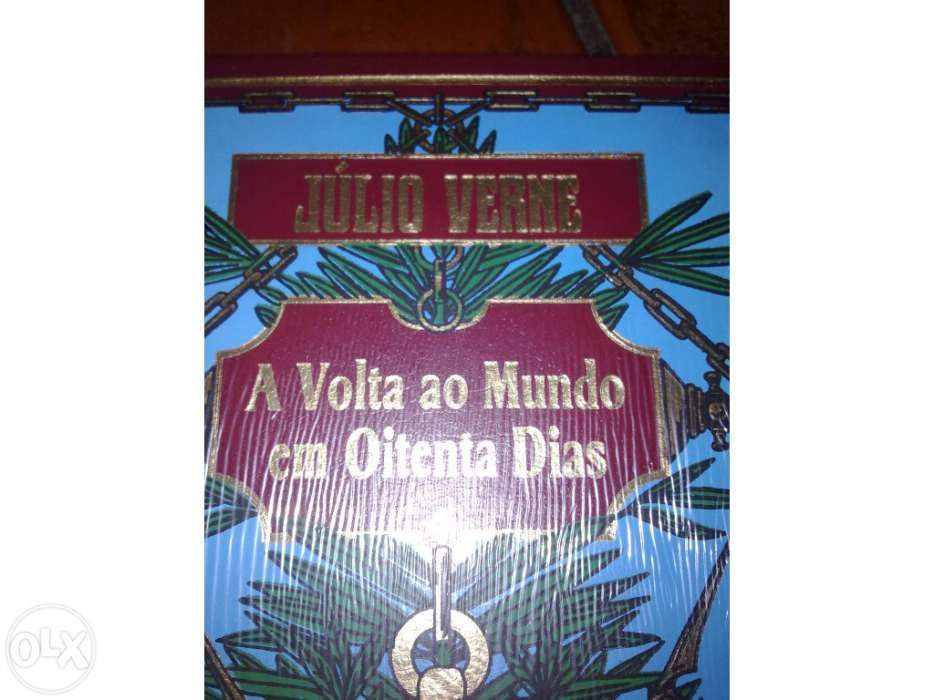 JÚLIO VERNE
A Volta ao Mundo
em Oitenta Dias
OLX